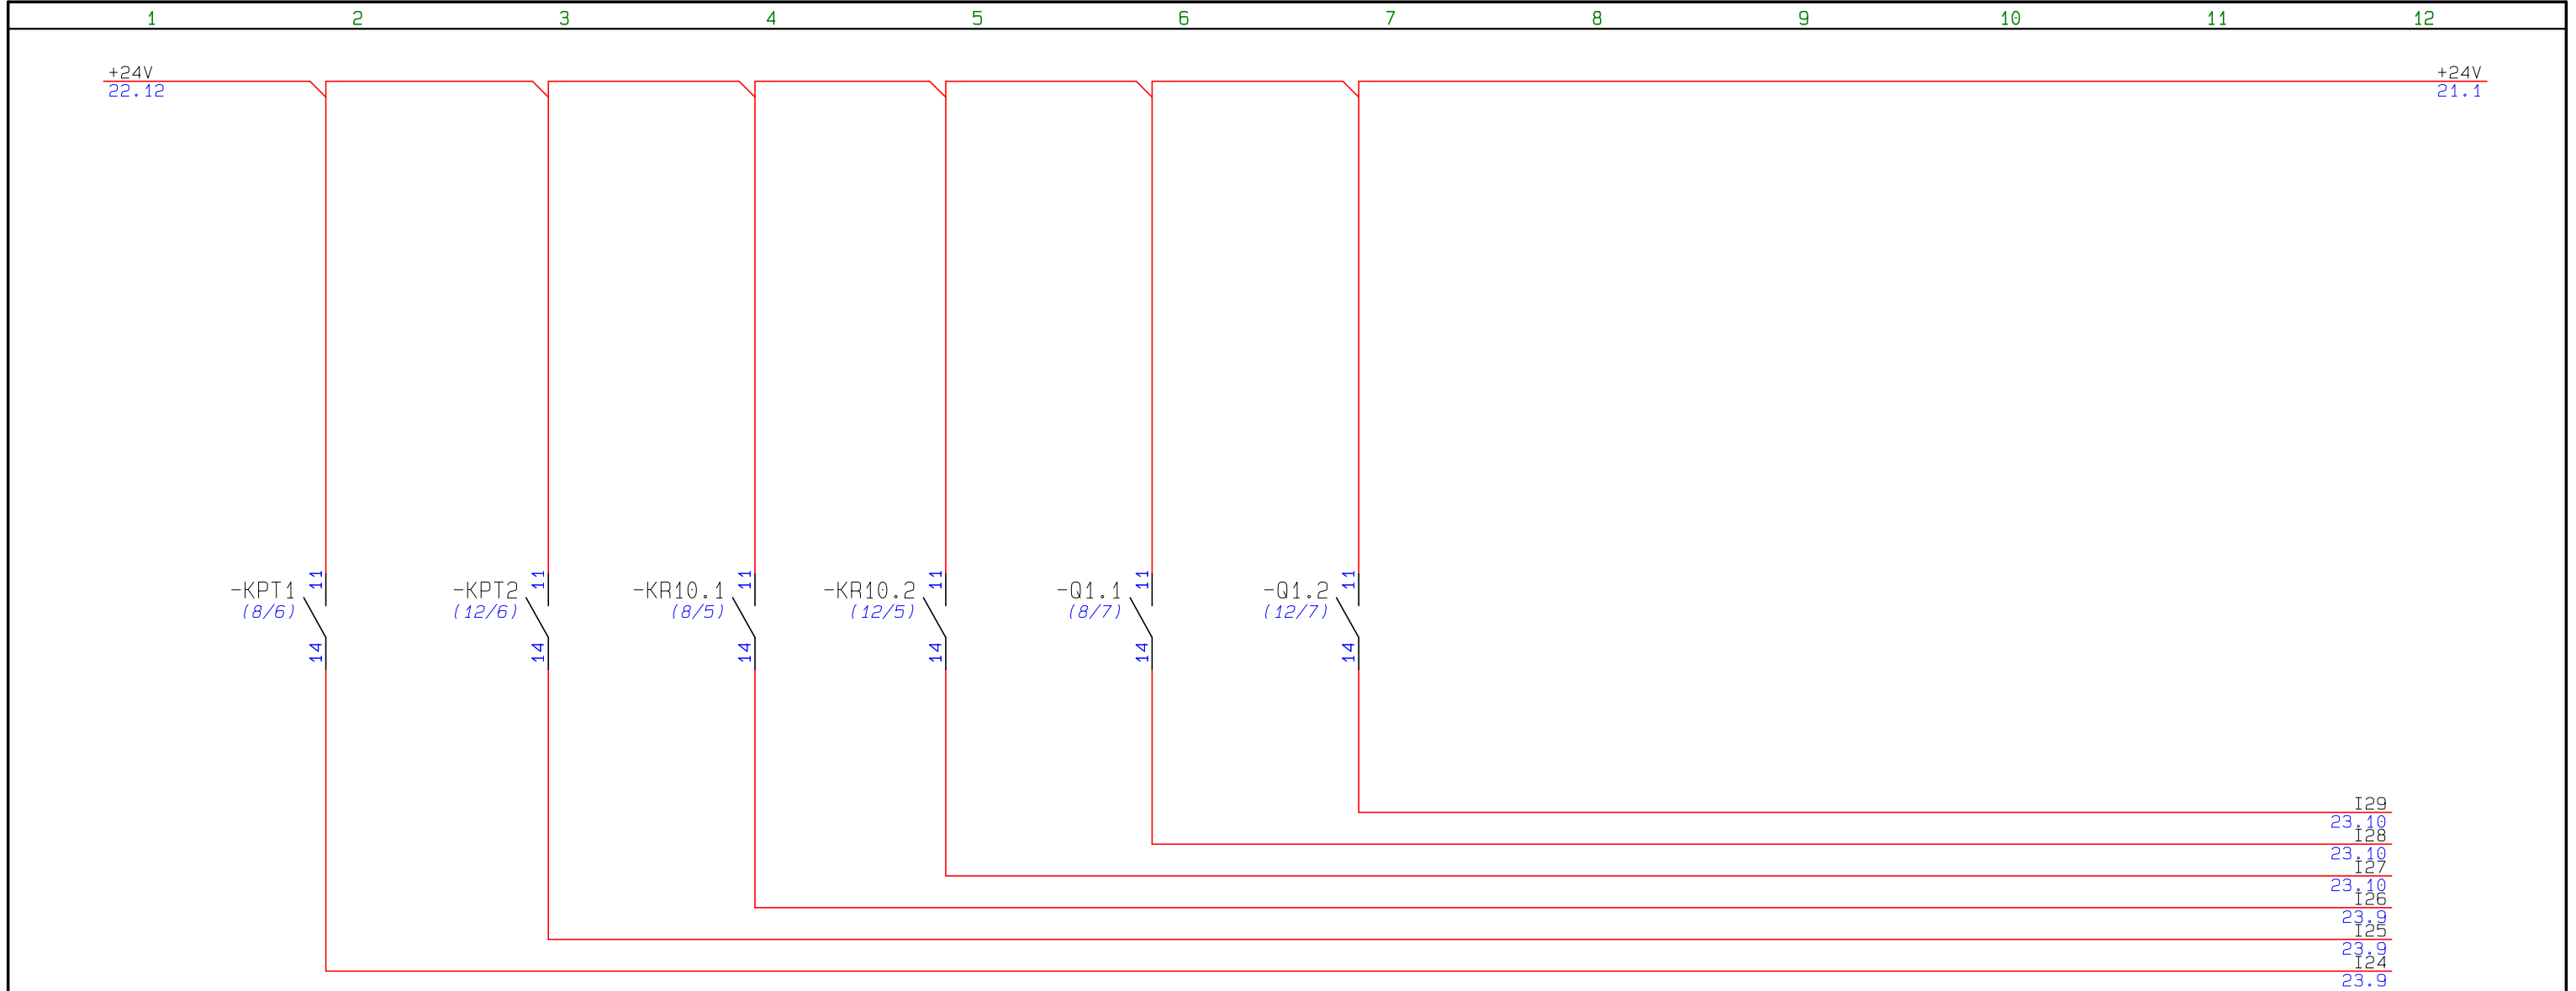 1 2 3 4 5 6 7 8 9 10 11 12
+24V +24V
22.12 21.1
11 11 11 11 11 11
-KPT1 -KPT2 -KR10.1 -KR10.2 -Q1.1 -Q1.2
(8/6) (12/6) (8/5) (12/5) (8/7) (12/7)
14 14 14 14 14 14
I29
23.10
I28
23.10
I27
23.10
I26
23.9
I25
23.9
I24
23.9